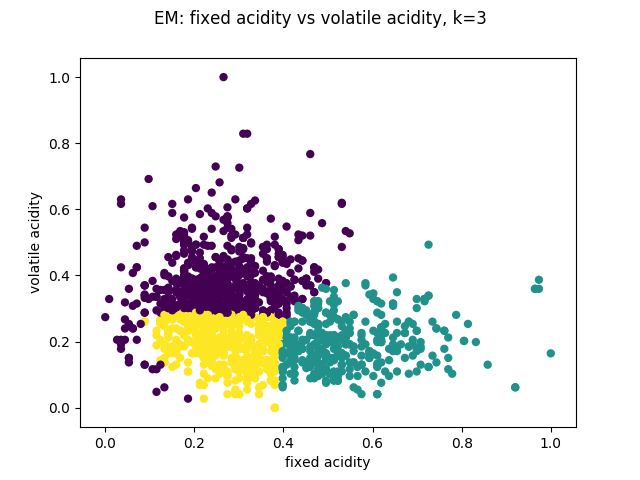 EM: fixed acidity vs volatile acidity, k=3
1.0
0.8
0.6
0.4
0.2
0.0
volatile acidity
0.0 0.2 0.4 0.6 0.8 1.0
fixed acidity